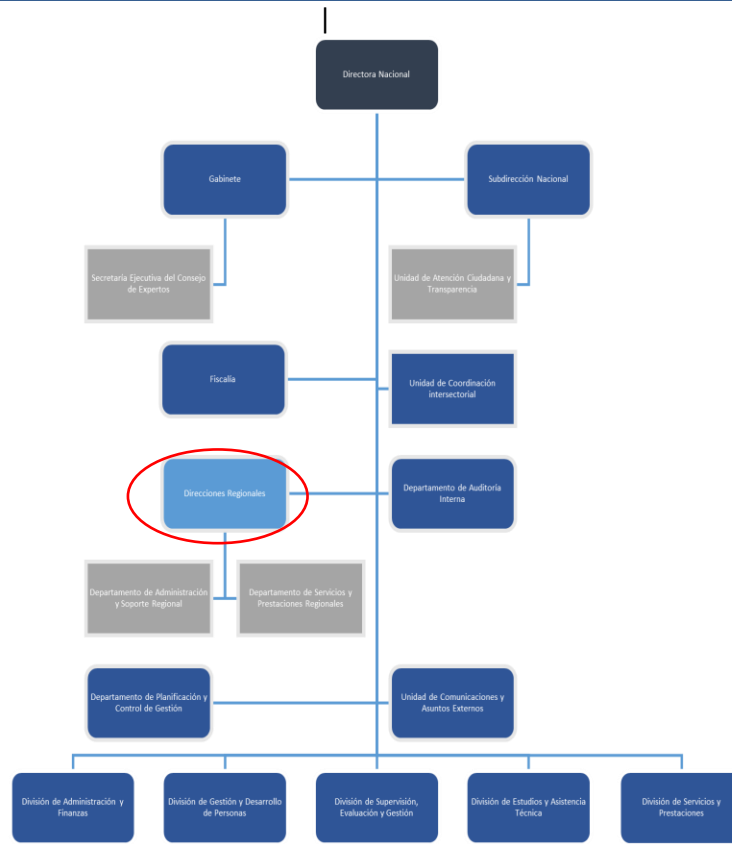 Directora Nacional
Gabinete
Subdirección Nacional
Secretaría Ejecutiva del Consejo
de Expertos
Unidad de Atención Ciudadana y
Transparencia
Fiscalía
Unidad de Coordinación
intersectorial
Direcciones Regionales
Departamento de Auditoría
Interna
Departamento de Administración
y Soporte Regional
Departamento de Servicios y
Prestaciones Regionales
Departamento de Planificación y
Control de Gestión
Unidad de Comunicaciones y
Asuntos Externos
División de Administración y
Finanzas
División de Gestión y Desarrollo
de Personas
División de Supervisión,
Evaluación y Gestión
División de Estudios y Asistencia
Técnica
División de Servicios y
Prestaciones